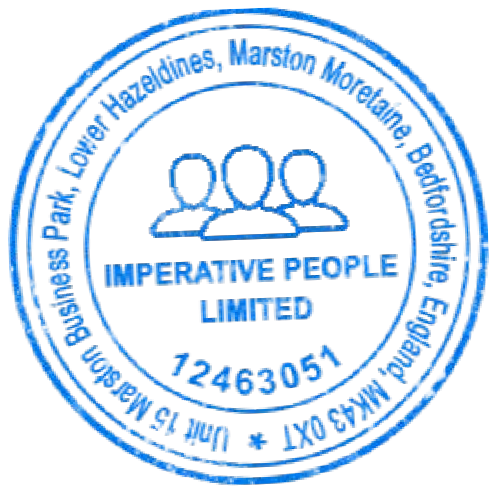 Unit 15 Marston Business Park, Lower Hazeldines, Marston Moretaine, Bedfordshire, England, MK43 0XT *
IMPERATIVE PEOPLE
LIMITED
12463051